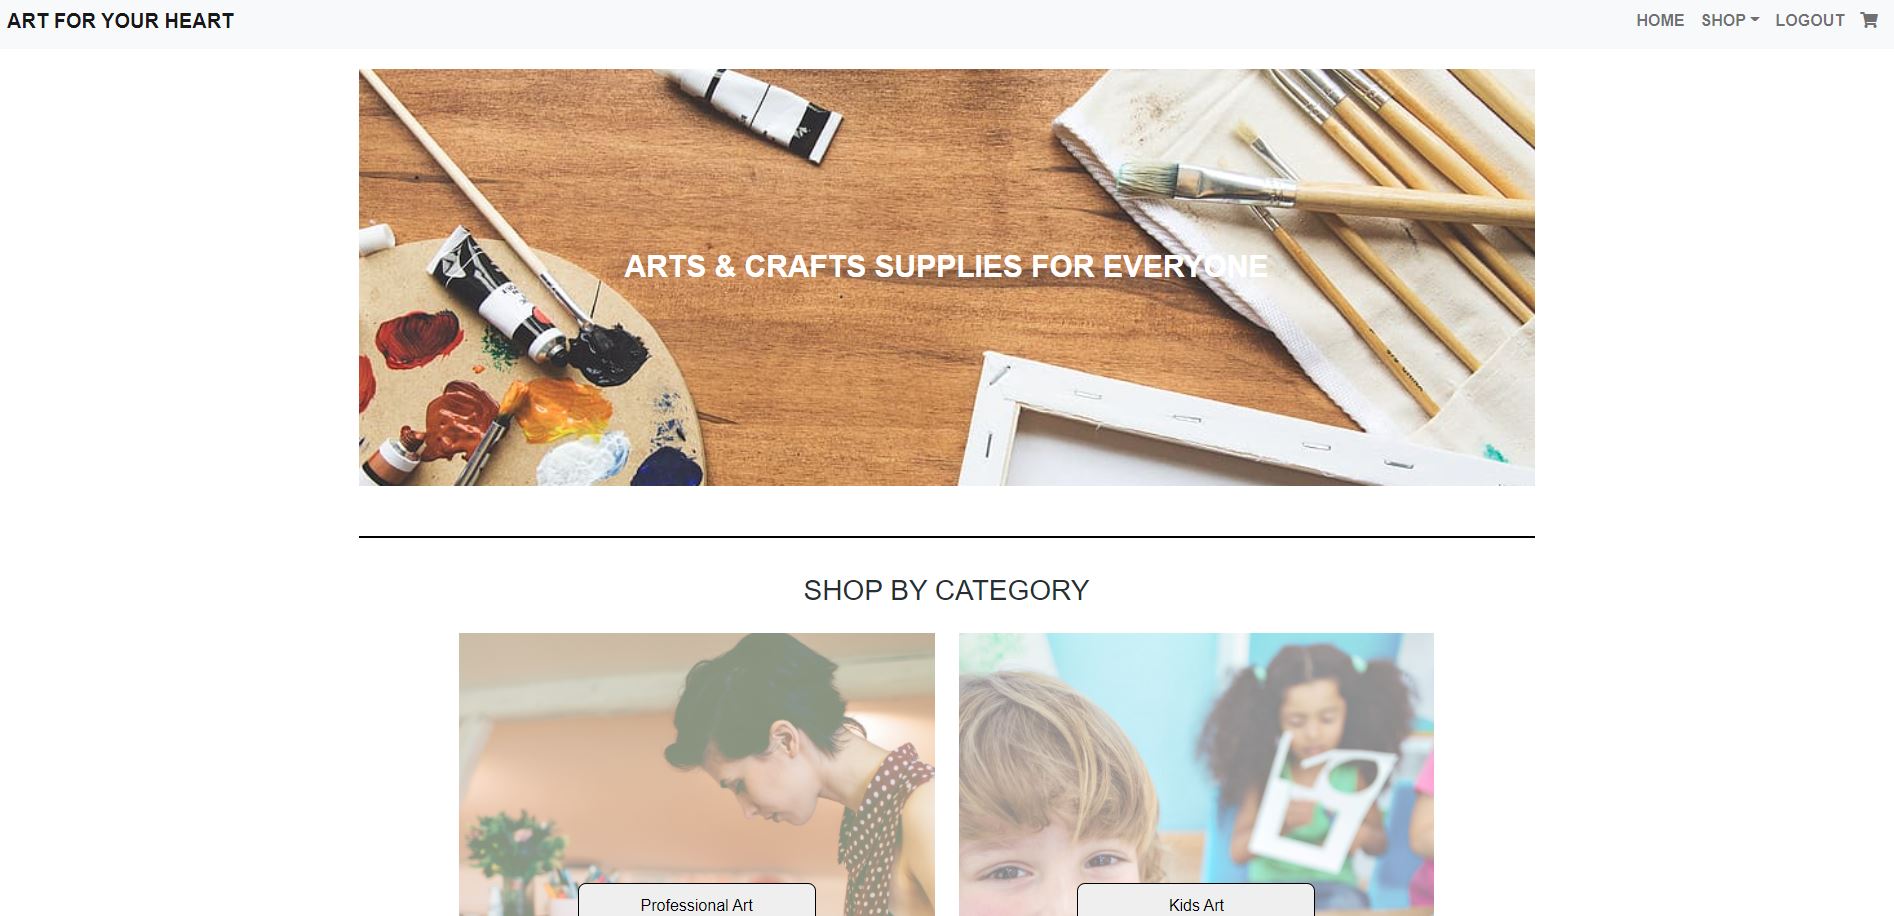 ART FOR YOUR HEART
HOME SHOP LOGOUT
ARTS & CRAFTS SUPPLIES FOR EVERYONE
SHOP BY CATEGORY
Professional Art
Kids Art